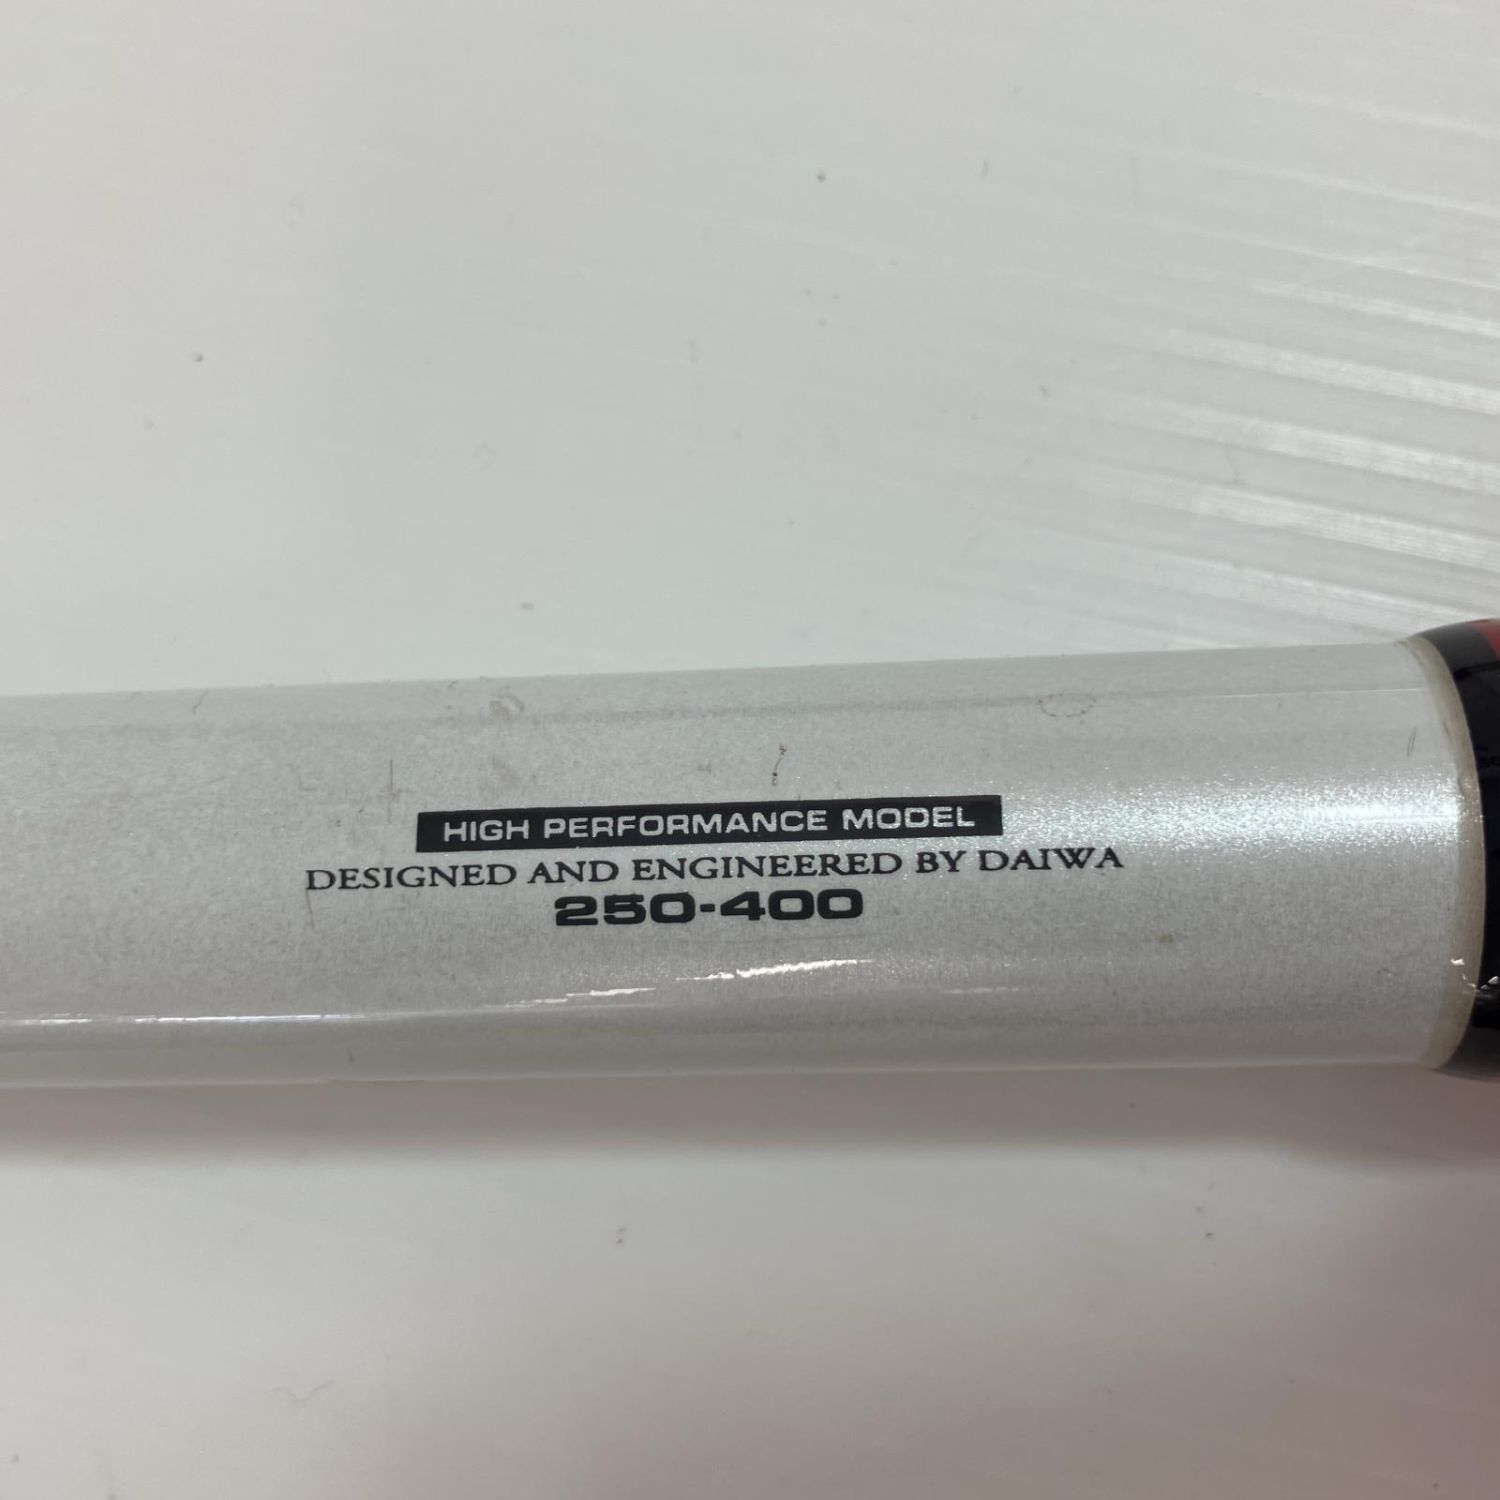 HIGH PERFORMANCE MODEL
DESIGNED AND ENGINEERED BY DAIWA
250-400